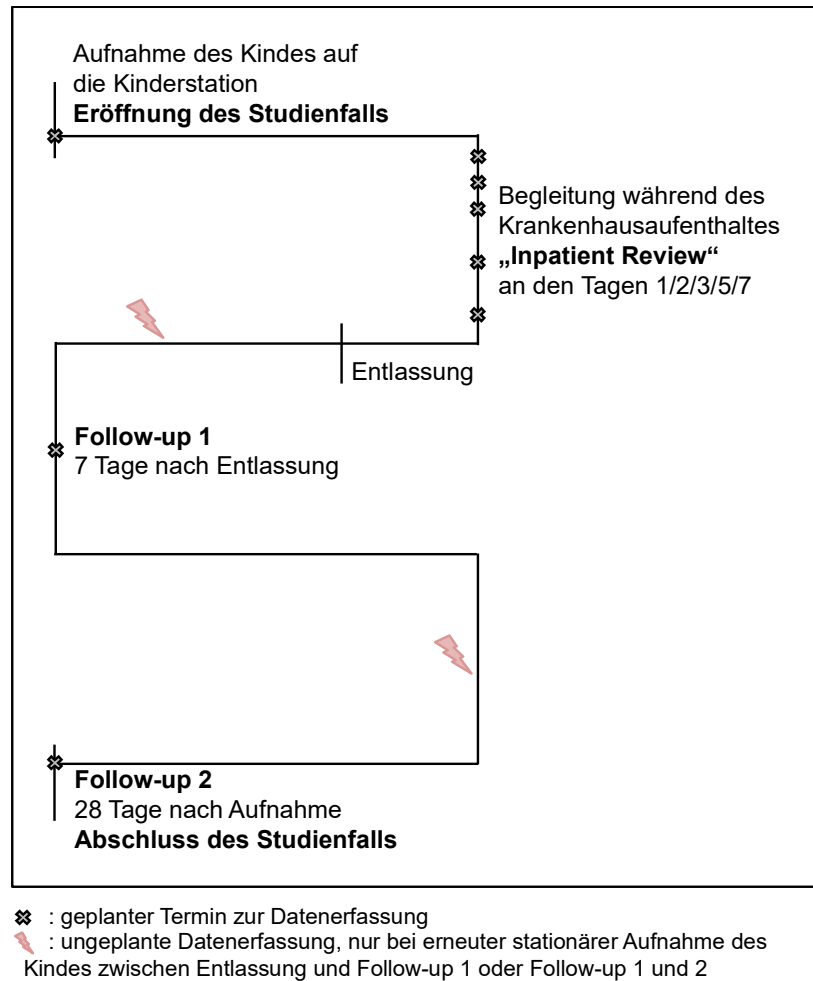 Aufnahme des Kindes auf
die Kinderstation
Eröffnung des Studienfalls
Begleitung während des
Krankenhausaufenthaltes
„Inpatient Review“
an den Tagen 1/2/3/5/7
Entlassung
Follow-up 1
7 Tage nach Entlassung
Follow-up 2
28 Tage nach Aufnahme
Abschluss des Studienfalls
: geplanter Termin zur Datenerfassung
: ungeplante Datenerfassung, nur bei erneuter stationärer Aufnahme des
Kindes zwischen Entlassung und Follow-up 1 oder Follow-up 1 und 2